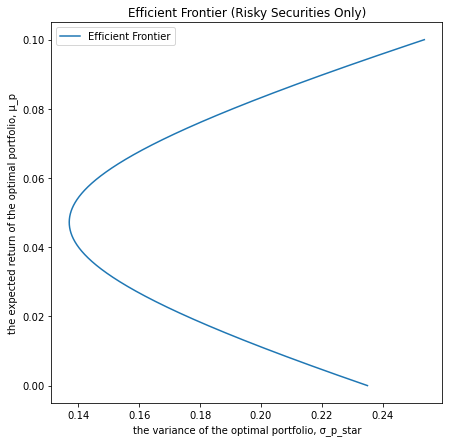 Efficient Frontier (Risky Securities Only)
Efficient Frontier
the expected return of the optimal portfolio, μ_p
0.10
0.08
0.06
0.04
0.02
0.00
0.14 0.16 0.18 0.20 0.22 0.24
the variance of the optimal portfolio, σ_p_star